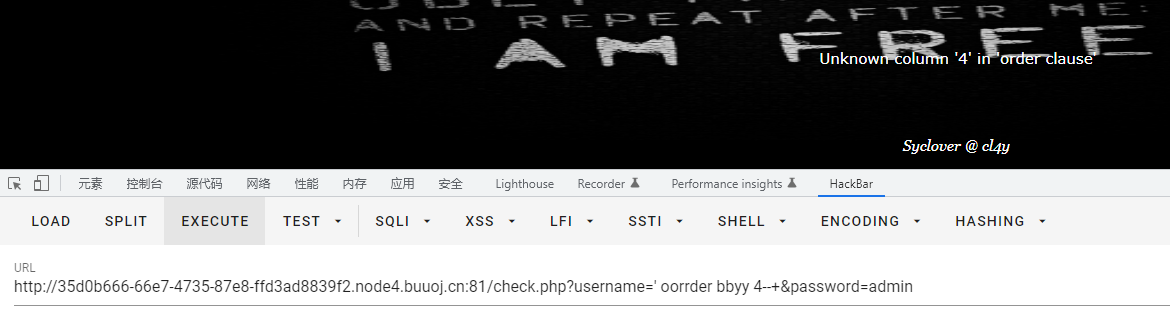 AND REPEAT AFTER ME:
I AM FREE
Unknown column '4' in 'order clause'
Syclover @ cl4y
元素 控制台 源代码 网络 性能 内存 应用 安全 Lighthouse Recorder Performance insights HackBar
LOAD SPLIT EXECUTE TEST SQLI XSS LFI SSTI SHELL ENCODING HASHING
URL
http://35d0b666-66e7-4735-87e8-ffd3ad8839f2.node4.buuoj.cn:81/check.php?username=' oorrder bbyy 4--+&password=admin